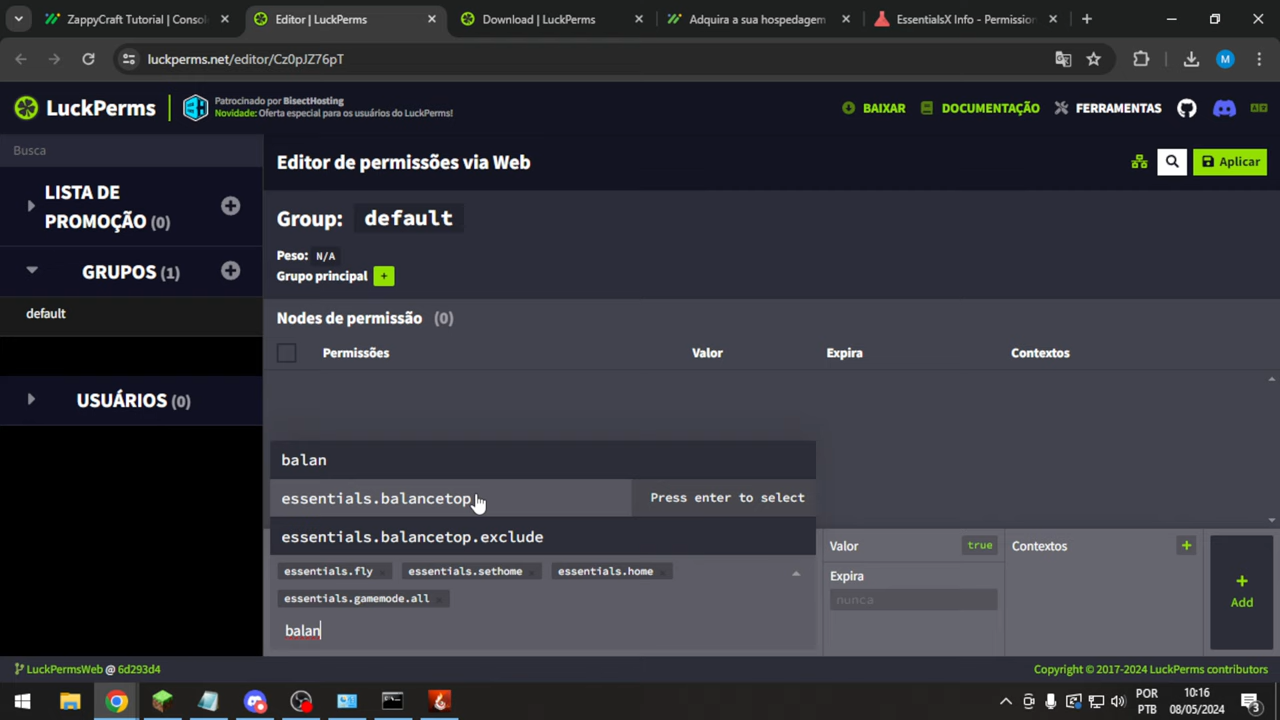 ZappyCraft Tutorial | Consol
Editor | LuckPerms
Download | LuckPerms
Adquira a sua hospedagem
EssentialsX Info - Permission
luckperms.net/editor/Cz0pJZ76pT
M
LuckPerms
Patrocinado por BisectHosting
Novidade: Oferta especial para os usuários do LuckPerms!
BAIXAR
DOCUMENTAÇÃO
FERRAMENTAS
Busca
Editor de permissões via Web
Aplicar
LISTA DE
PROMOÇÃO (0)
Group: default
Peso: N/A
GRUPOS (1)
Grupo principal +
default
Nodes de permissão (0)
Permissões Valor Expira Contextos
USUÁRIOS (0)
balan
essentials.balancetop
Press enter to select
essentials.balancetop.exclude
Valor true
Contextos +
essentials.fly essentials.sethome essentials.home
Expira
essentials.gamemode.all
nunca
+
Add
balan
LuckPermsWeb @ 6d293d4
Copyright © 2017-2024 LuckPerms contributors
POR
PTB
10:16
08/05/2024
3